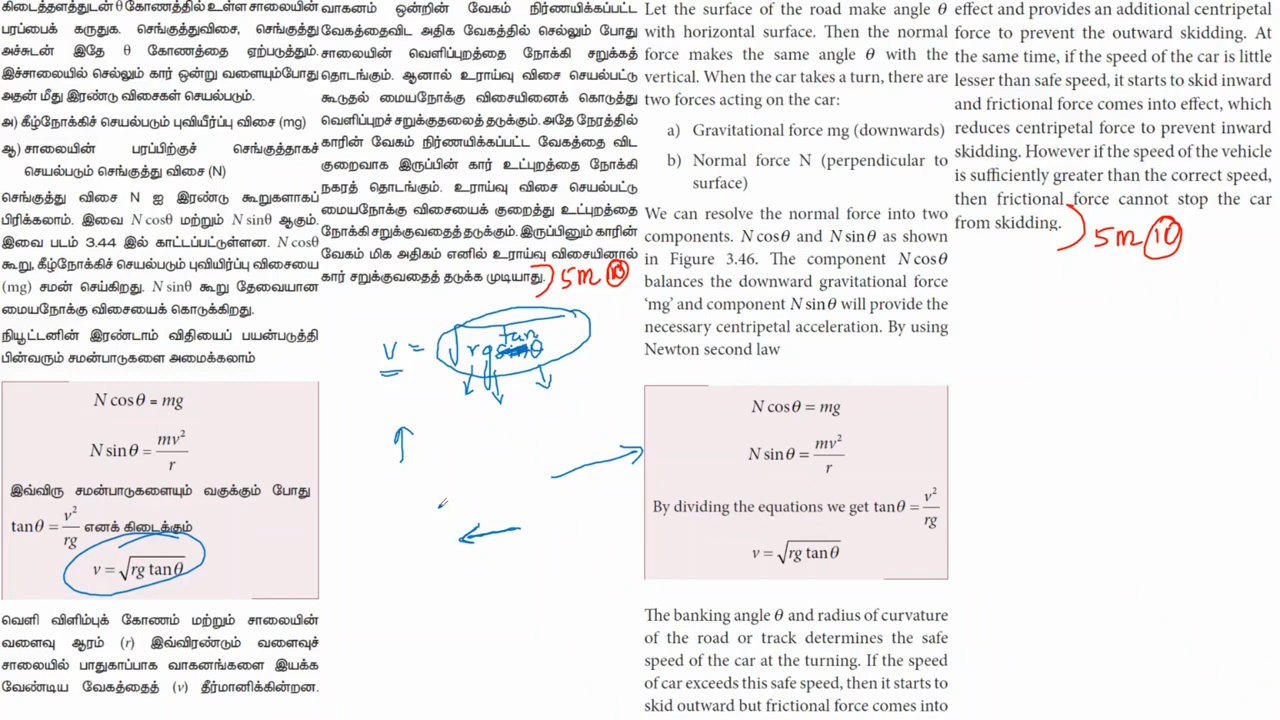 கிடைத்தளத்துடன் θ கோணத்தில் உள்ள சாலையின்
பரப்பைக் கருதுக. செங்குத்துவிசை, செங்குத்து
அச்சுடன் இதே θ கோணத்தை ஏற்படுத்தும்.
இச்சாலையில் செல்லும் கார் ஒன்று வளையும்போது
அதன் மீது இரண்டு விசைகள் செயல்படும்.
அ) கீழ்நோக்கிச் செயல்படும் புவியீர்ப்பு விசை (mg)
ஆ) சாலையின் பரப்பிற்குச் செங்குத்தாகச்
செயல்படும் செங்குத்து விசை (N)
செங்குத்து விசை N ஐ இரண்டு கூறுகளாகப்
பிரிக்கலாம். இவை N cosθ மற்றும் N sinθ ஆகும்.
இவை படம் 3.44 இல் காட்டப்பட்டுள்ளன. N cosθ
கூறு, கீழ்நோக்கிச் செயல்படும் புவியீர்ப்பு விசையை
(mg) சமன் செய்கிறது. N sinθ கூறு தேவையான
மையநோக்கு விசையைக் கொடுக்கிறது.
நியூட்டனின் இரண்டாம் விதியைப் பயன்படுத்தி
பின்வரும் சமன்பாடுகளை அமைக்கலாம்
N cosθ = mg
N sinθ = mv²/r
இவ்விரு சமன்பாடுகளையும் வகுக்கும் போது
tanθ = v²/rg எனக் கிடைக்கும்
v = √rg tanθ
வெளி விளிம்புக் கோணம் மற்றும் சாலையின்
வளைவு ஆரம் (r) இவ்விரண்டும் வளைவுச்
சாலையில் பாதுகாப்பாக வாகனங்களை இயக்க
வேண்டிய வேகத்தைத் (v) தீர்மானிக்கின்றன.
வாகனம் ஒன்றின் வேகம் நிர்ணயிக்கப்பட்ட
வேகத்தைவிட அதிக வேகத்தில் செல்லும் போது
சாலையின் வெளிப்புறத்தை நோக்கி சறுக்கத்
தொடங்கும். ஆனால் உராய்வு விசை செயல்பட்டு
கூடுதல் மையநோக்கு விசையினைக் கொடுத்து
வெளிப்புறச் சறுக்குதலைத் தடுக்கும். அதே நேரத்தில்
காரின் வேகம் நிர்ணயிக்கப்பட்ட வேகத்தை விட
குறைவாக இருப்பின் கார் உட்புறத்தை நோக்கி
நகரத் தொடங்கும். உராய்வு விசை செயல்பட்டு
மையநோக்கு விசையைக் குறைத்து உட்புறத்தை
நோக்கி சறுக்குவதைத் தடுக்கும். இருப்பினும் காரின்
வேகம் மிக அதிகம் எனில் உராய்வு விசையினால்
கார் சறுக்குவதைத் தடுக்க முடியாது.
5m 10
v = √rg tan θ
Let the surface of the road make angle θ
with horizontal surface. Then the normal
force makes the same angle θ with the
vertical. When the car takes a turn, there are
two forces acting on the car:
a) Gravitational force mg (downwards)
b) Normal force N (perpendicular to
surface)
We can resolve the normal force into two
components. N cosθ and N sinθ as shown
in Figure 3.46. The component N cosθ
balances the downward gravitational force
‘mg’ and component N sinθ will provide the
necessary centripetal acceleration. By using
Newton second law
N cosθ = mg
N sinθ = mv²/r
By dividing the equations we get tanθ = v²/rg
v = √rg tanθ
The banking angle θ and radius of curvature
of the road or track determines the safe
speed of the car at the turning. If the speed
of car exceeds this safe speed, then it starts to
skid outward but frictional force comes into
effect and provides an additional centripetal
force to prevent the outward skidding. At
the same time, if the speed of the car is little
lesser than safe speed, it starts to skid inward
and frictional force comes into effect, which
reduces centripetal force to prevent inward
skidding. However if the speed of the vehicle
is sufficiently greater than the correct speed,
then frictional force cannot stop the car
from skidding.
5m 10